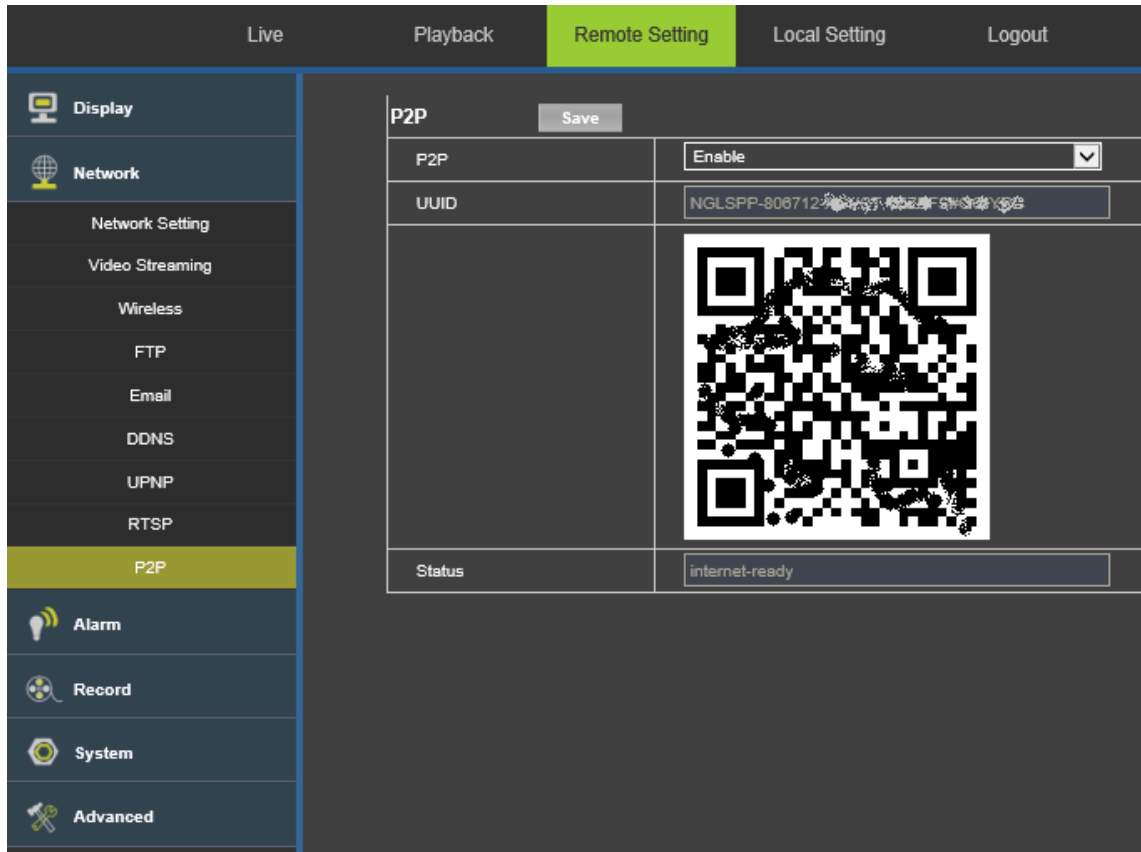 Live Playback Remote Setting Local Setting Logout
Display
Network
Network Setting
Video Streaming
Wireless
FTP
Email
DDNS
UPNP
RTSP
P2P
Alarm
Record
System
Advanced
P2P Save
P2P Enable
UUID NGLSPP-806712-
Status internet-ready